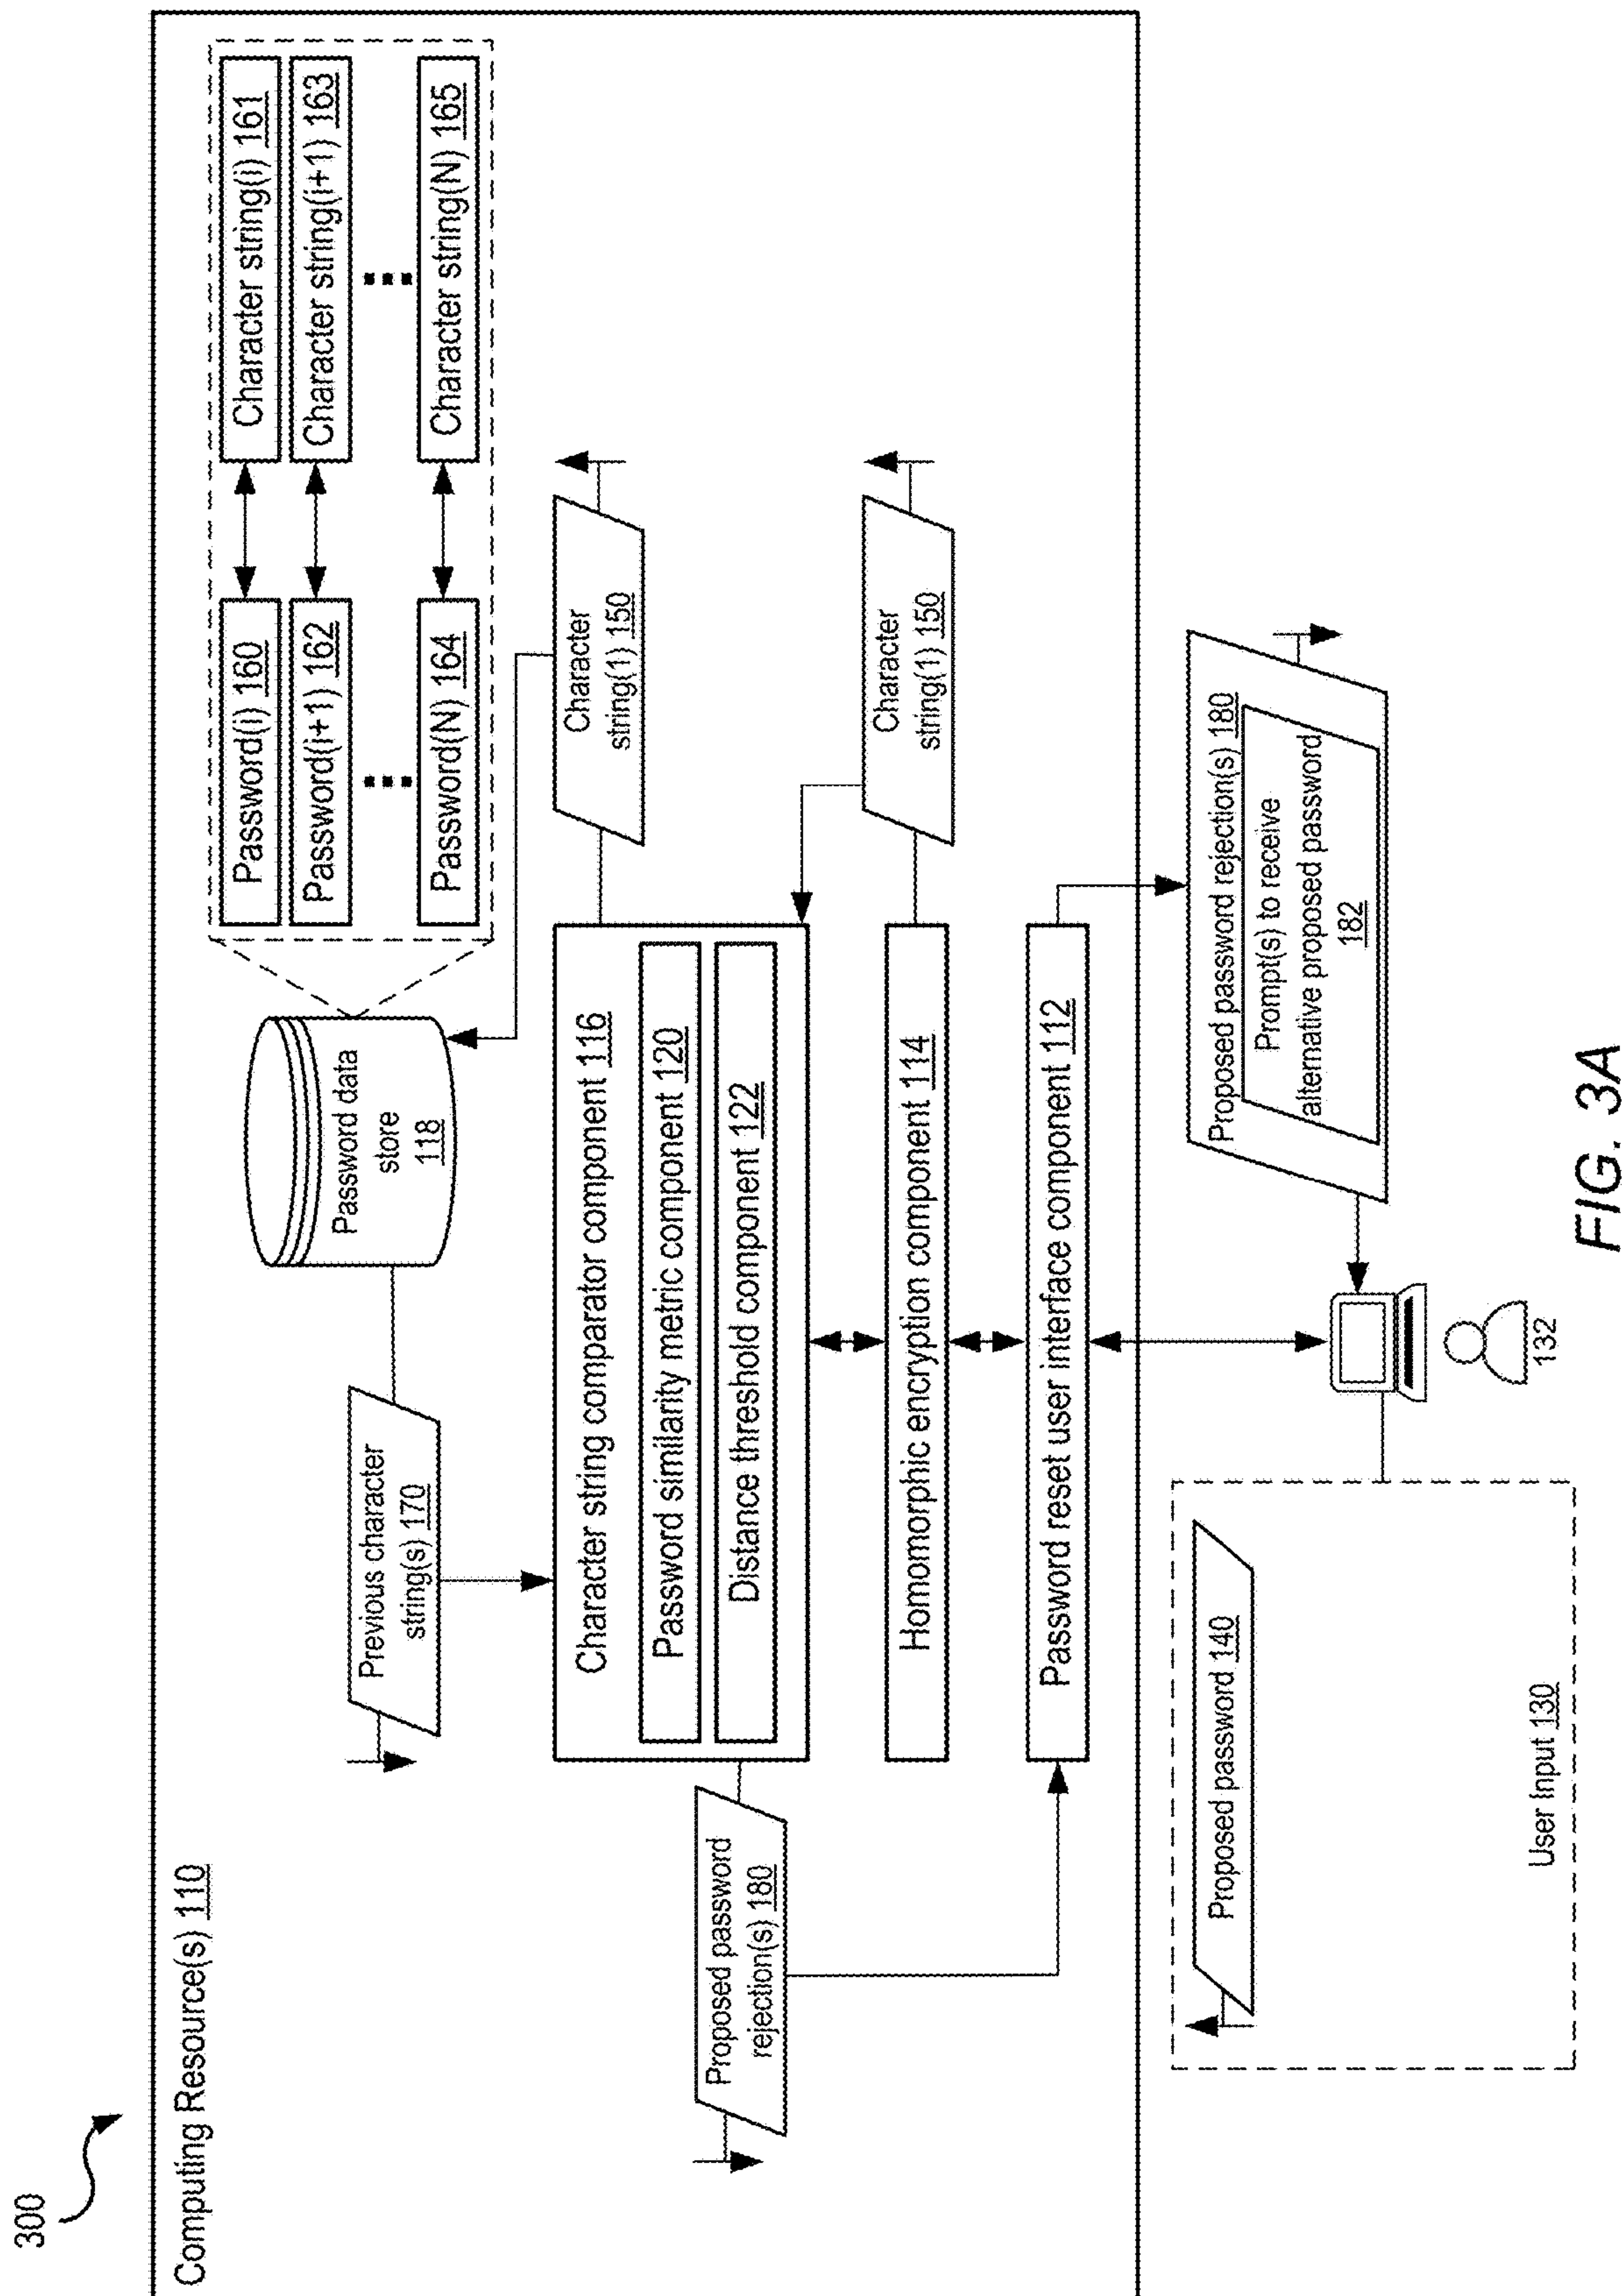 300
Computing Resource(s) 110
Password(i) 160
Character string(i) 161
Password(i+1) 162
Character string(i+1) 163
Password(N) 164
Character string(N) 165
Password data
store
118
Previous character
string(s) 170
Character
string(1) 150
Character string comparator component 116
Password similarity metric component 120
Distance threshold component 122
Proposed password
rejection(s) 180
Character
string(1) 150
Homomorphic encryption component 114
Password reset user interface component 112
Proposed password 140
User Input 130
132
Proposed password rejection(s) 180
Prompt(s) to receive
alternative proposed password
182
FIG. 3A